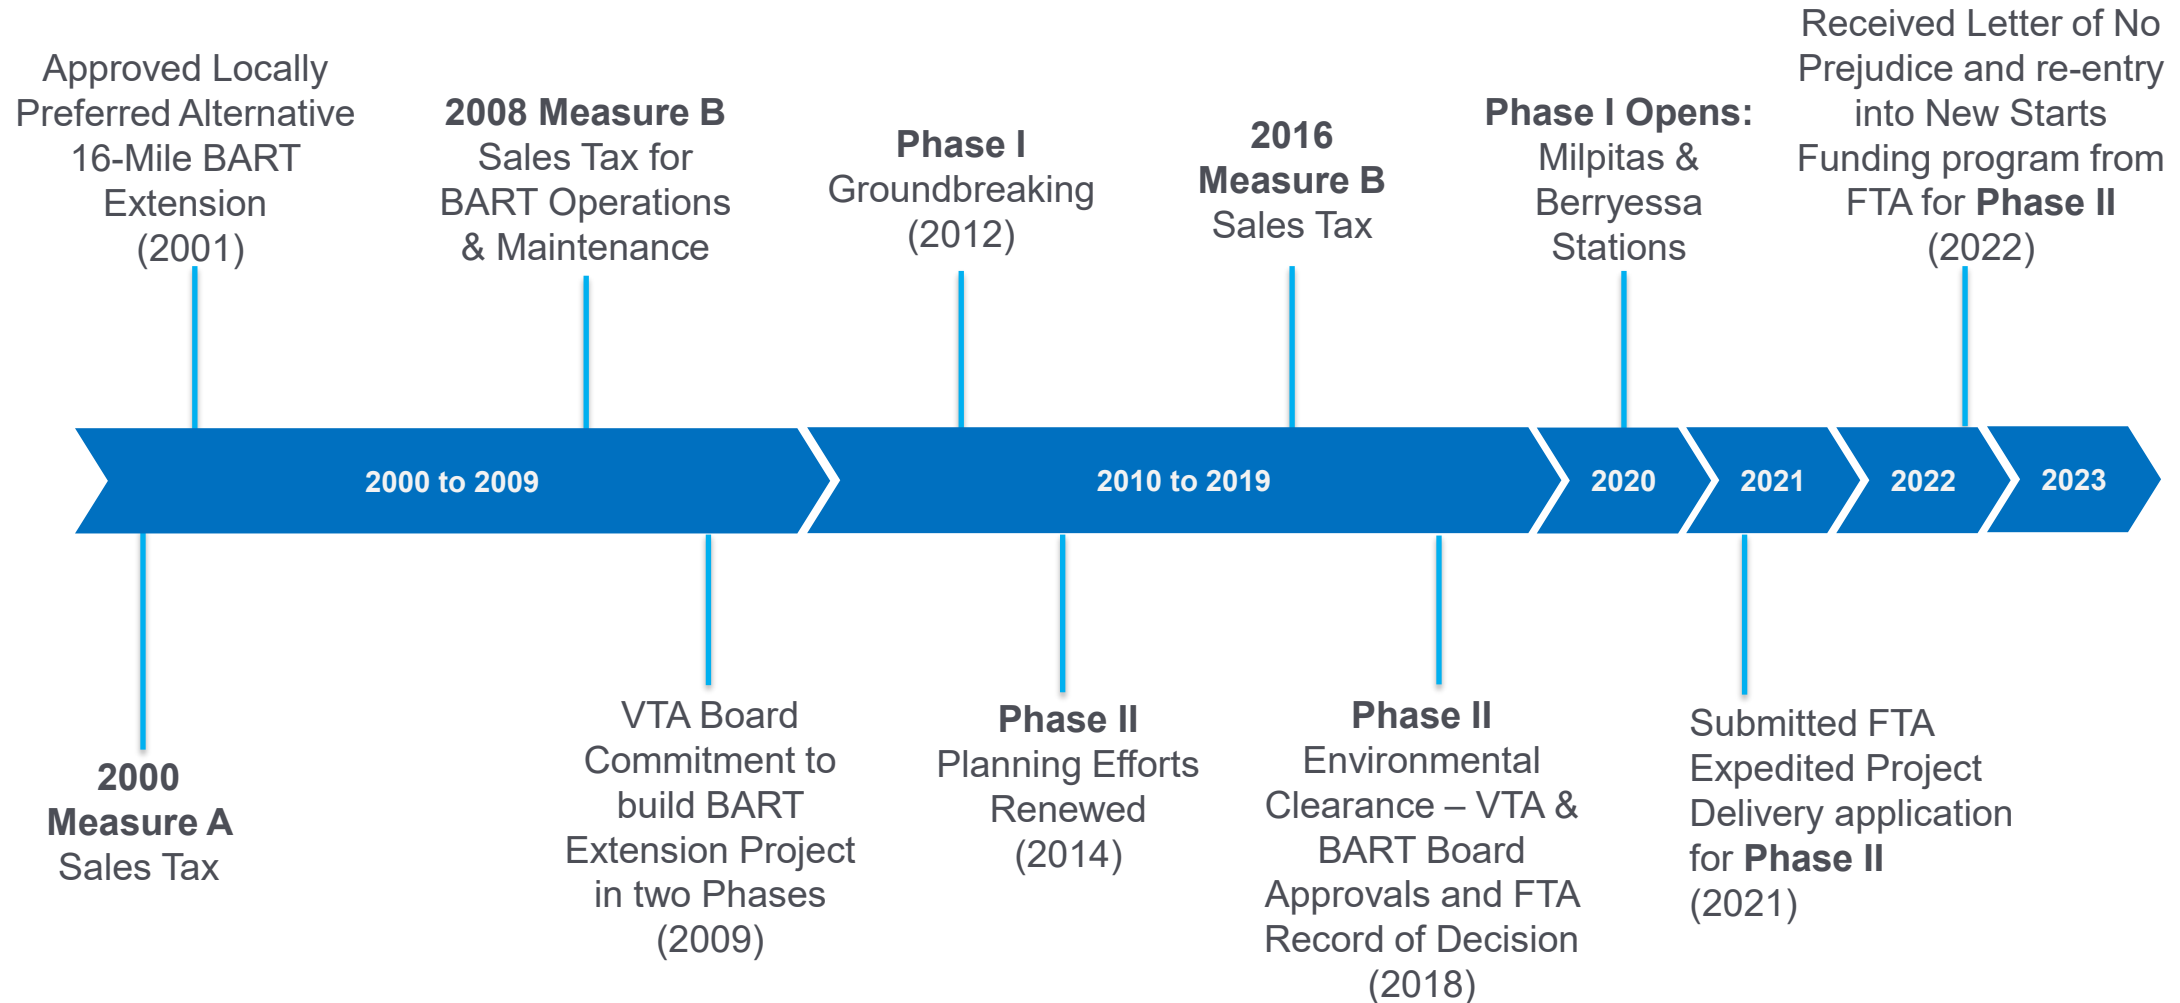 Approved Locally
Preferred Alternative
16-Mile BART
Extension
(2001)
2008 Measure B
Sales Tax for
BART Operations
& Maintenance
Phase I
Groundbreaking
(2012)
2016
Measure B
Sales Tax
Phase I Opens:
Milpitas &
Berryessa
Stations
Received Letter of No
Prejudice and re-entry
into New Starts
Funding program from
FTA for Phase II
(2022)
2000 to 2009
2010 to 2019
2020
2021
2022
2023
2000
Measure A
Sales Tax
VTA Board
Commitment to
build BART
Extension Project
in two Phases
(2009)
Phase II
Planning Efforts
Renewed
(2014)
Phase II
Environmental
Clearance – VTA &
BART Board
Approvals and FTA
Record of Decision
(2018)
Submitted FTA
Expedited Project
Delivery application
for Phase II
(2021)